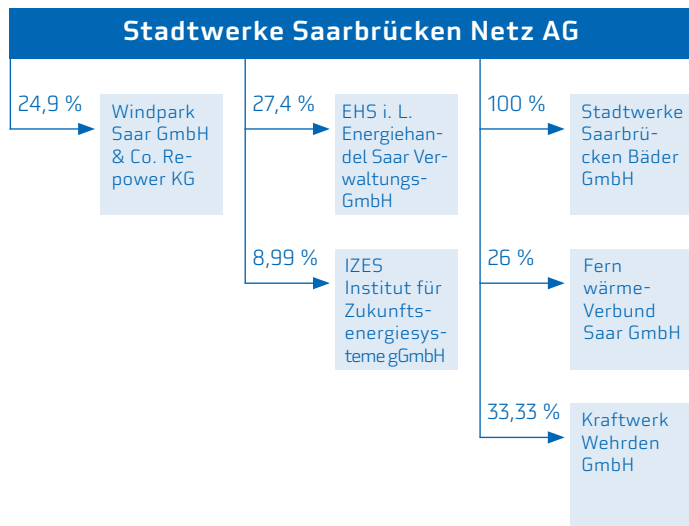 Stadtwerke Saarbrücken Netz AG
24,9 %
Windpark
Saar GmbH
& Co. Re-
power KG
27,4 %
EHS i. L.
Energiehan-
del Saar Ver-
waltungs-
GmbH
8,99 %
IZES
Institut für
Zukunfts-
energiesys-
teme gGmbH
100 %
Stadtwerke
Saarbrü-
cken Bäder
GmbH
26 %
Fern
wärme-
Verbund
Saar GmbH
33,33 %
Kraftwerk
Wehrden
GmbH